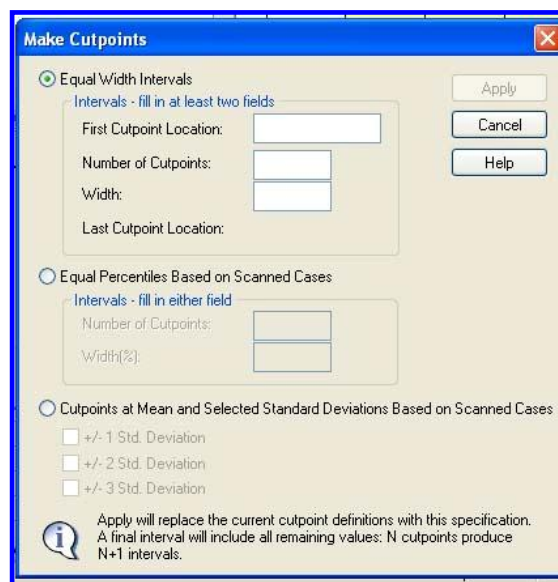 Make Cutpoints
Equal Width Intervals
Apply
Intervals - fill in at least two fields
First Cutpoint Location:
Cancel
Number of Cutpoints:
Help
Width:
Last Cutpoint Location:
Equal Percentiles Based on Scanned Cases
Intervals - fill in either field
Number of Cutpoints:
Width(%):
Cutpoints at Mean and Selected Standard Deviations Based on Scanned Cases
+/- 1 Std. Deviation
+/- 2 Std. Deviation
+/- 3 Std. Deviation
Apply will replace the current cutpoint definitions with this specification.
A final interval will include all remaining values: N cutpoints produce
N+1 intervals.